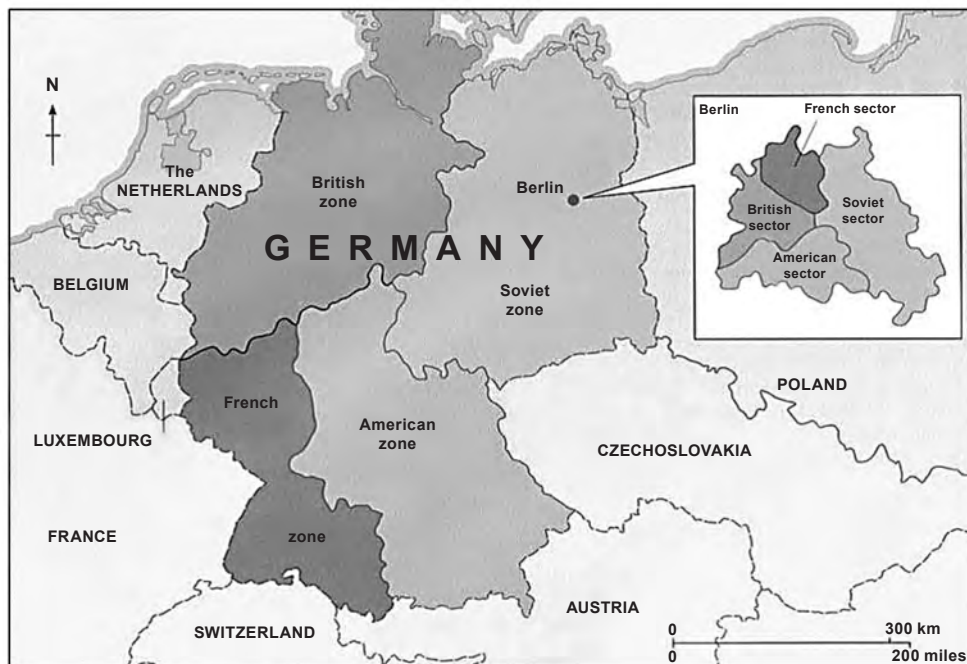 N
The
NETHERLANDS
BELGIUM
LUXEMBOURG
FRANCE
SWITZERLAND
British
zone
GERMANY
Berlin
Soviet
zone
French
zone
American
zone
CZECHOSLOVAKIA
POLAND
AUSTRIA
Berlin
French sector
British
sector
Soviet
sector
American
sector
0 300 km
0 200 miles